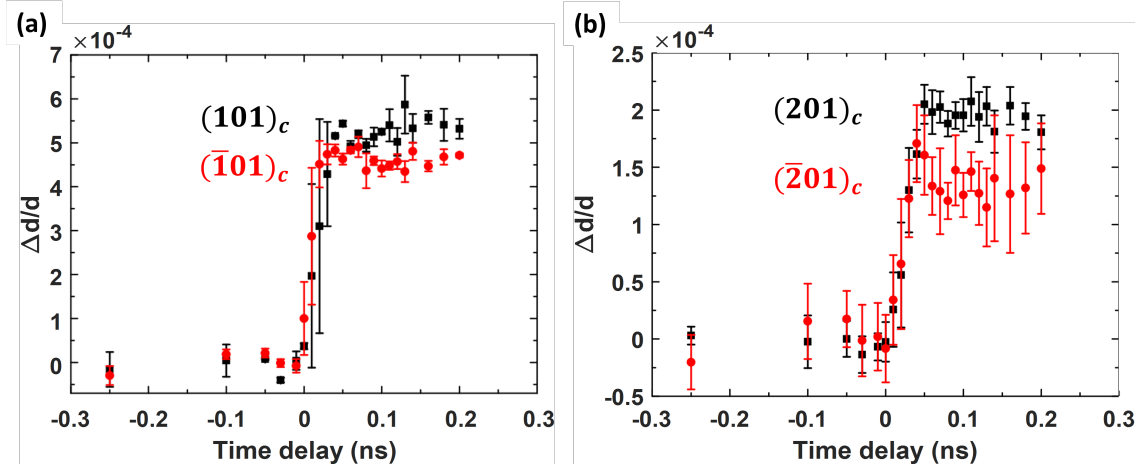 (a)
×10⁻⁴
7
6
5
4
3
2
1
0
Δd/d
(101)c
(1̅01)c
-0.3 -0.2 -0.1 0 0.1 0.2 0.3
Time delay (ns)
(b)
×10⁻⁴
2.5
2
1.5
1
0.5
0
-0.5
Δd/d
(201)c
(2̅01)c
-0.3 -0.2 -0.1 0 0.1 0.2 0.3
Time delay (ns)